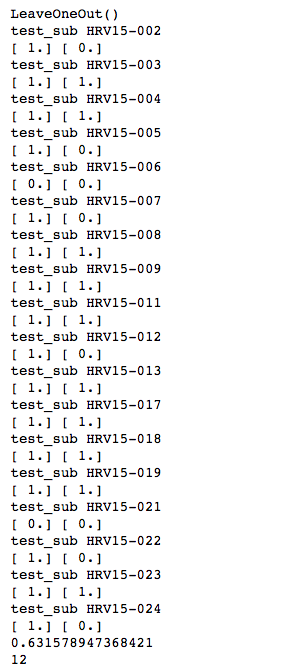 LeaveOneOut()
test_sub HRV15-002
[ 1.] [ 0.]
test_sub HRV15-003
[ 1.] [ 1.]
test_sub HRV15-004
[ 1.] [ 1.]
test_sub HRV15-005
[ 1.] [ 0.]
test_sub HRV15-006
[ 0.] [ 0.]
test_sub HRV15-007
[ 1.] [ 0.]
test_sub HRV15-008
[ 1.] [ 1.]
test_sub HRV15-009
[ 1.] [ 1.]
test_sub HRV15-011
[ 1.] [ 1.]
test_sub HRV15-012
[ 1.] [ 0.]
test_sub HRV15-013
[ 1.] [ 1.]
test_sub HRV15-017
[ 1.] [ 1.]
test_sub HRV15-018
[ 1.] [ 1.]
test_sub HRV15-019
[ 1.] [ 1.]
test_sub HRV15-021
[ 0.] [ 0.]
test_sub HRV15-022
[ 1.] [ 0.]
test_sub HRV15-023
[ 1.] [ 1.]
test_sub HRV15-024
[ 1.] [ 0.]
0.631578947368421
12